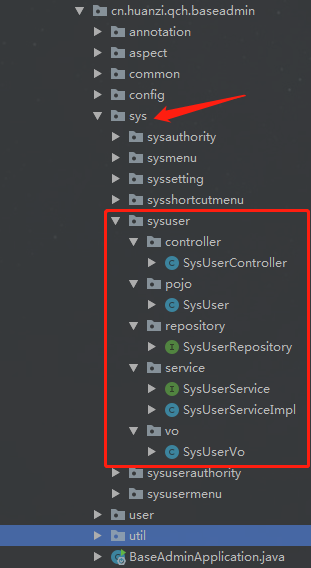 cn.huanzi.qch.baseadmin
annotation
aspect
common
config
sys
sysauthority
sysmenu
syssetting
sysshortcutmenu
sysuser
controller
SysUserController
pojo
SysUser
repository
SysUserRepository
service
SysUserService
SysUserServiceImpl
vo
SysUserVo
sysuserauthority
sysusermenu
user
util
BaseAdminApplication.java